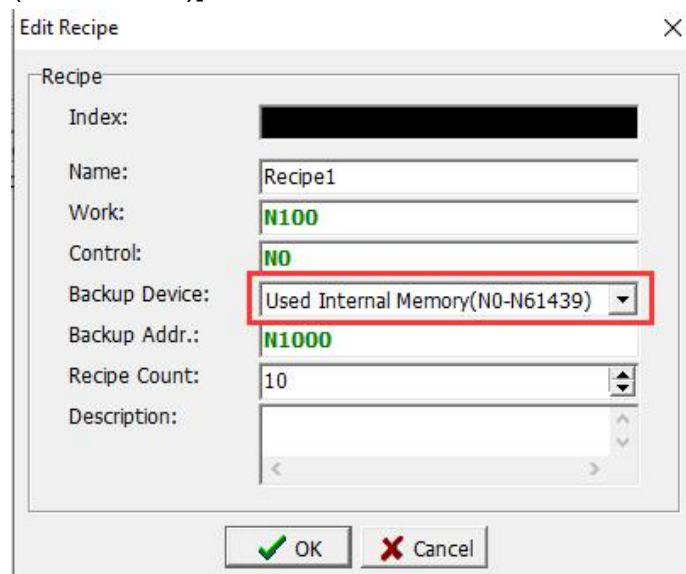 Edit Recipe
Recipe
Index:
Name: Recipe1
Work: N100
Control: N0
Backup Device: Used Internal Memory(N0-N61439)
Backup Addr.: N1000
Recipe Count: 10
Description:
OK Cancel